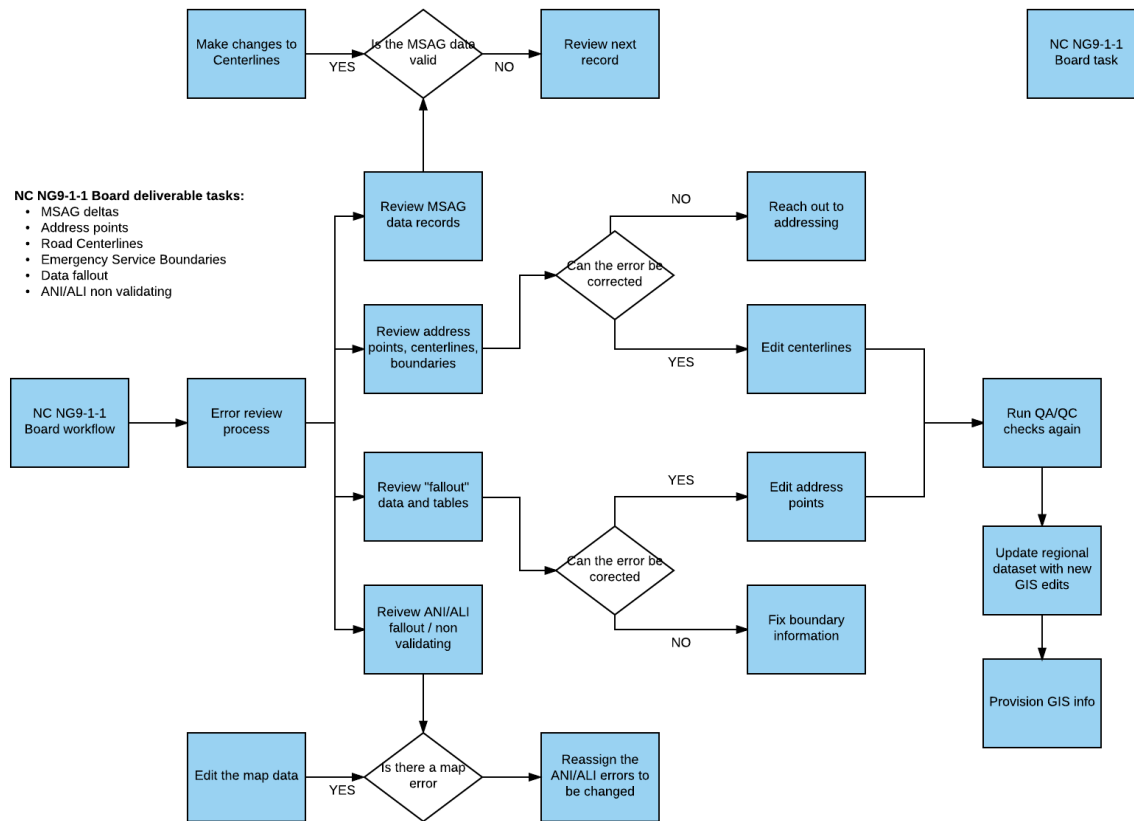 Make changes to
Centerlines
YES
Is the MSAG data
valid
NO
Review next
record
NC NG9-1-1
Board task
NC NG9-1-1 Board deliverable tasks:
• MSAG deltas
• Address points
• Road Centerlines
• Emergency Service Boundaries
• Data fallout
• ANI/ALI non validating
Review MSAG
data records
NO
Reach out to
addressing
Can the error be
corrected
Review address
points, centerlines,
boundaries
YES
Edit centerlines
NC NG9-1-1
Board workflow
Error review
process
Run QA/QC
checks again
Review "fallout"
data and tables
YES
Edit address
points
Can the error be
corected
Update regional
dataset with new
GIS edits
Reivew ANI/ALI
fallout / non
validating
NO
Fix boundary
information
Provision GIS info
Edit the map data
YES
Is there a map
error
Reassign the
ANI/ALI errors to
be changed